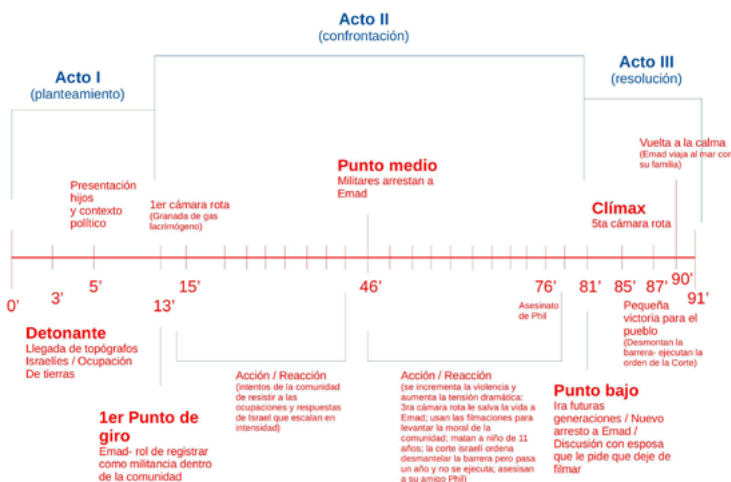 Acto II
(confrontación)
Acto I
(planteamiento)
Acto III
(resolución)
Vuelta a la calma
(Emad viaja al mar con
su familia)
Presentación
hijos
y contexto
político
1er cámara rota
(Granada de gas
lacrimógeno)
Punto medio
Militares arrestan a
Emad
Clímax
5ta cámara rota
0'
3'
5'
13'
15'
46'
76'
81'
85'
87'
90'
91'
Asesinato
de Phil
Detonante
Llegada de topógrafos
Israelíes / Ocupación
De tierras
1er Punto de
giro
Emad- rol de registrar
como militancia dentro
de la comunidad
Acción / Reacción
(intentos de la comunidad
de resistir a las
ocupaciones y respuestas
de Israel que escalan en
intensidad)
Acción / Reacción
(se incrementa la violencia y
aumenta la tensión dramática:
3ra cámara rota le salva la vida a
Emad; usan las filmaciones para
levantar la moral de la
comunidad; matan a niño de 11
años; la corte israelí ordena
desmantelar la barrera pero pasa
un año y no se ejecuta; asesisan
a su amigo Phil)
Punto bajo
Ira futuras
generaciones / Nuevo
arresto a Emad /
Discusión con esposa
que le pide que deje de
filmar
Pequeña
victoria para el
pueblo
(Desmontan la
barrera- ejecutan la
orden de la Corte)